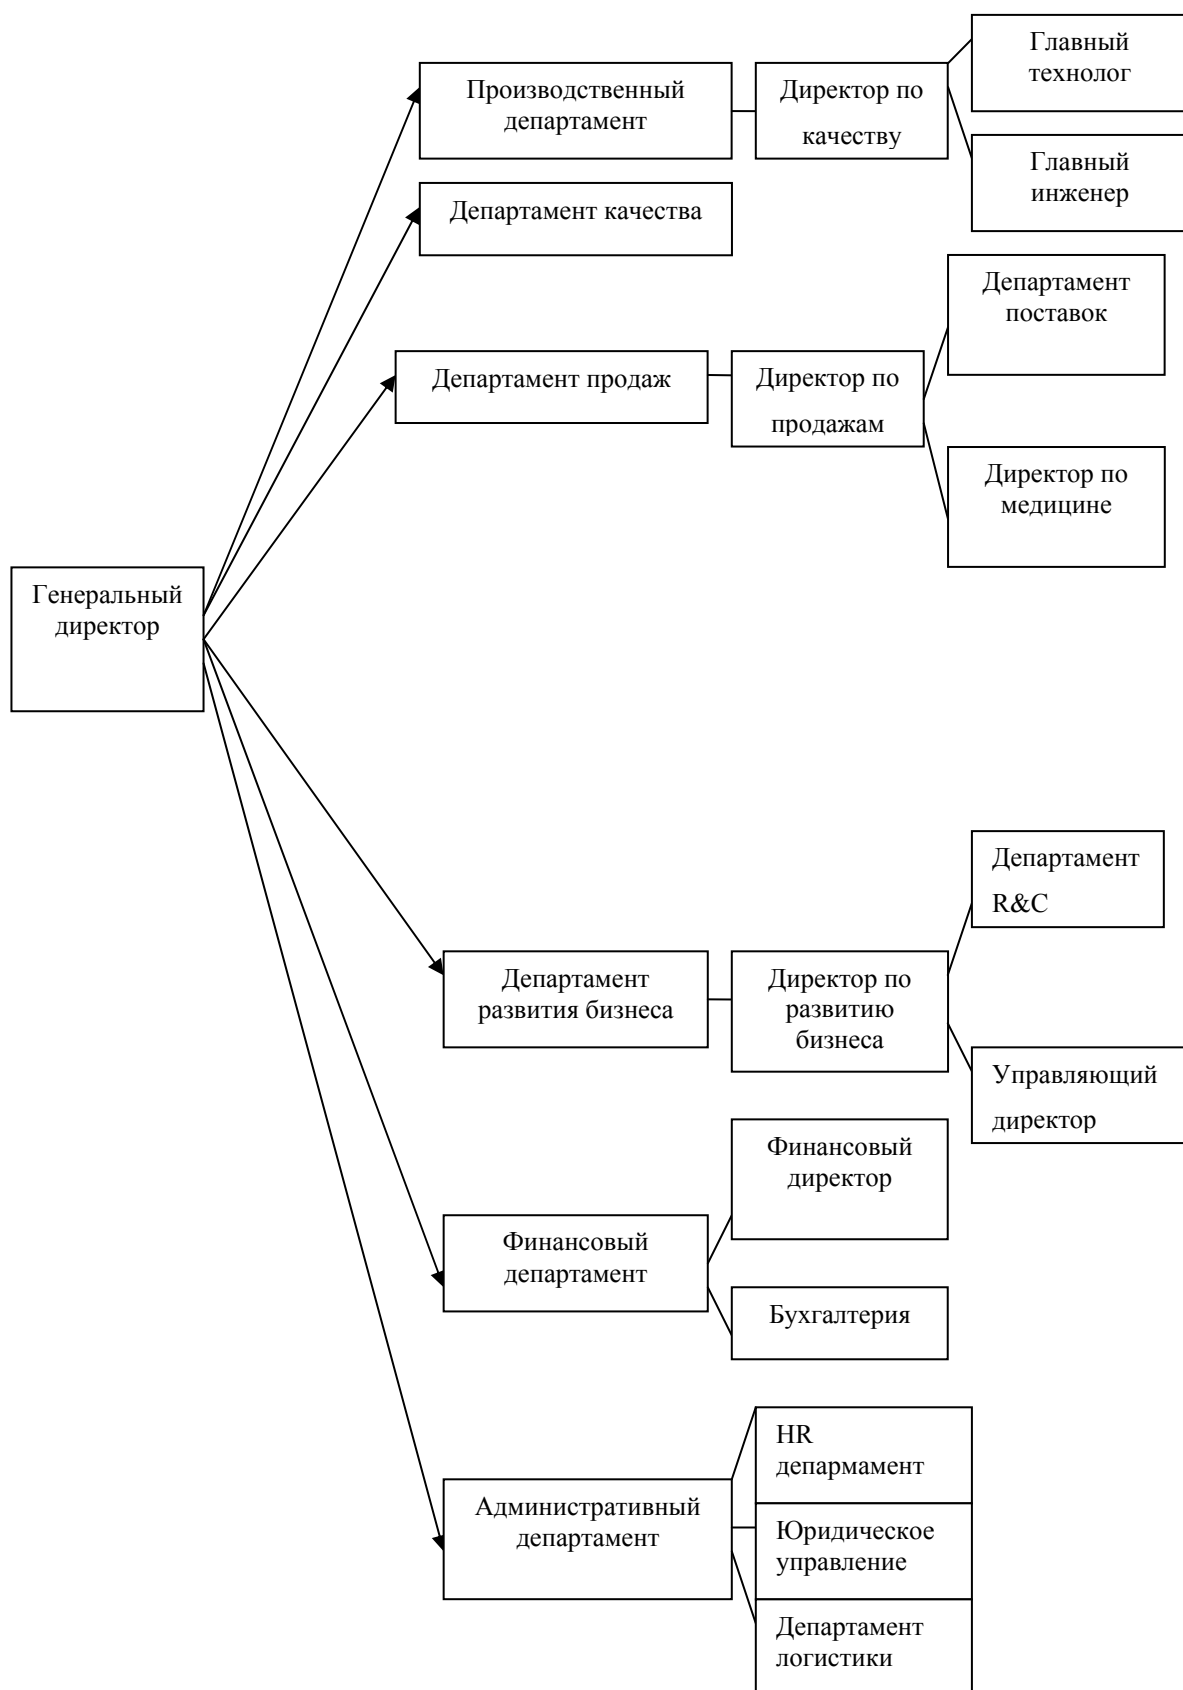 Главный
технолог
Производственный
департамент
Директор по
качеству
Главный
инженер
Департамент качества
Департамент
поставок
Департамент продаж
Директор по
продажам
Директор по
медицине
Генеральный
директор
Департамент
R&C
Департамент
развития бизнеса
Директор по
развитию
бизнеса
Управляющий
директор
Финансовый
директор
Финансовый
департамент
Бухгалтерия
HR
депармамент
Административный
департамент
Юридическое
управление
Департамент
логистики